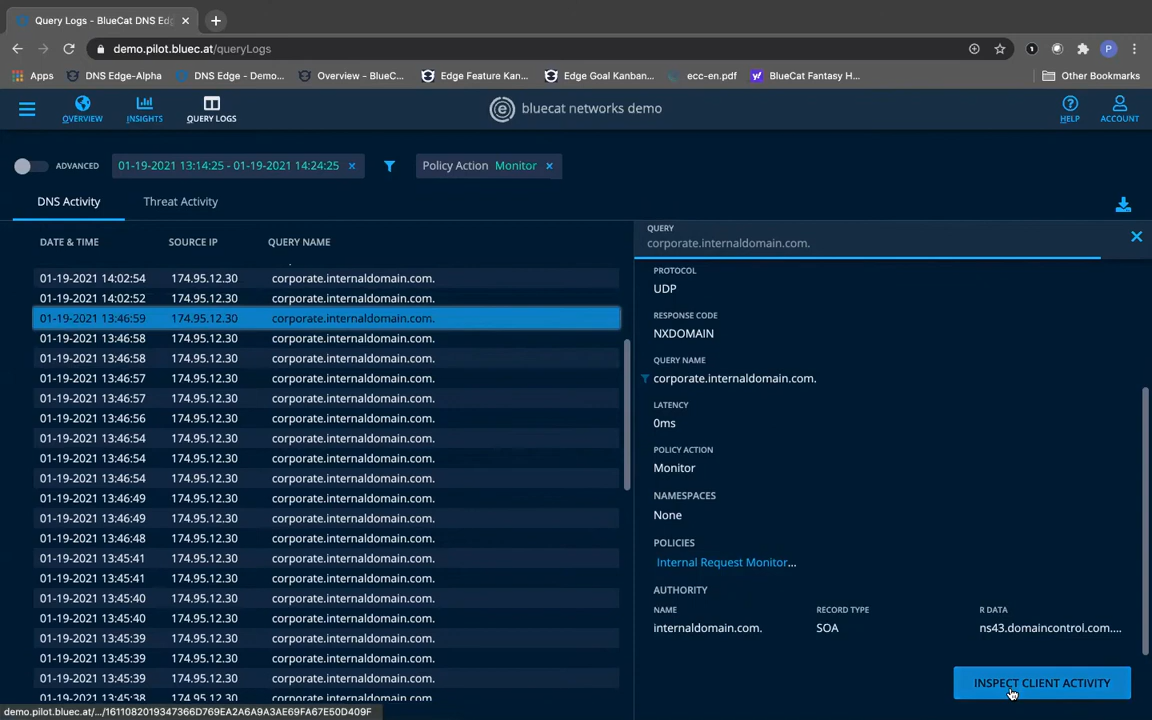 Query Logs - BlueCat DNS Edg
demo.pilot.bluec.at/queryLogs
1
P
Apps
DNS Edge-Alpha
DNS Edge - Demo...
Overview - BlueC...
Edge Feature Kan...
Edge Goal Kanban...
ecc-en.pdf
BlueCat Fantasy H...
Other Bookmarks
OVERVIEW
INSIGHTS
QUERY LOGS
e bluecat networks demo
HELP
ACCOUNT
ADVANCED
01-19-2021 13:14:25 - 01-19-2021 14:24:25
Policy Action Monitor
DNS Activity
Threat Activity
DATE & TIME SOURCE IP QUERY NAME
01-19-2021 14:02:54 174.95.12.30 corporate.internaldomain.com.
01-19-2021 14:02:52 174.95.12.30 corporate.internaldomain.com.
01-19-2021 13:46:59 174.95.12.30 corporate.internaldomain.com.
01-19-2021 13:46:58 174.95.12.30 corporate.internaldomain.com.
01-19-2021 13:46:58 174.95.12.30 corporate.internaldomain.com.
01-19-2021 13:46:57 174.95.12.30 corporate.internaldomain.com.
01-19-2021 13:46:57 174.95.12.30 corporate.internaldomain.com.
01-19-2021 13:46:56 174.95.12.30 corporate.internaldomain.com.
01-19-2021 13:46:54 174.95.12.30 corporate.internaldomain.com.
01-19-2021 13:46:54 174.95.12.30 corporate.internaldomain.com.
01-19-2021 13:46:54 174.95.12.30 corporate.internaldomain.com.
01-19-2021 13:46:49 174.95.12.30 corporate.internaldomain.com.
01-19-2021 13:46:49 174.95.12.30 corporate.internaldomain.com.
01-19-2021 13:46:48 174.95.12.30 corporate.internaldomain.com.
01-19-2021 13:45:41 174.95.12.30 corporate.internaldomain.com.
01-19-2021 13:45:41 174.95.12.30 corporate.internaldomain.com.
01-19-2021 13:45:40 174.95.12.30 corporate.internaldomain.com.
01-19-2021 13:45:40 174.95.12.30 corporate.internaldomain.com.
01-19-2021 13:45:39 174.95.12.30 corporate.internaldomain.com.
01-19-2021 13:45:39 174.95.12.30 corporate.internaldomain.com.
01-19-2021 13:45:39 174.95.12.30 corporate.internaldomain.com.
01-19-2021 13:45:38 174.95.12.30 corporate.internaldomain.com.
QUERY
corporate.internaldomain.com.
PROTOCOL
UDP
RESPONSE CODE
NXDOMAIN
QUERY NAME
corporate.internaldomain.com.
LATENCY
0ms
POLICY ACTION
Monitor
NAMESPACES
None
POLICIES
Internal Request Monitor...
AUTHORITY
NAME RECORD TYPE R DATA
internaldomain.com. SOA ns43.domaincontrol.com....
INSPECT CLIENT ACTIVITY
demo.pilot.bluec.at/.../1611082019347366D769EA2A6A9A3AE69FA67E50D409F